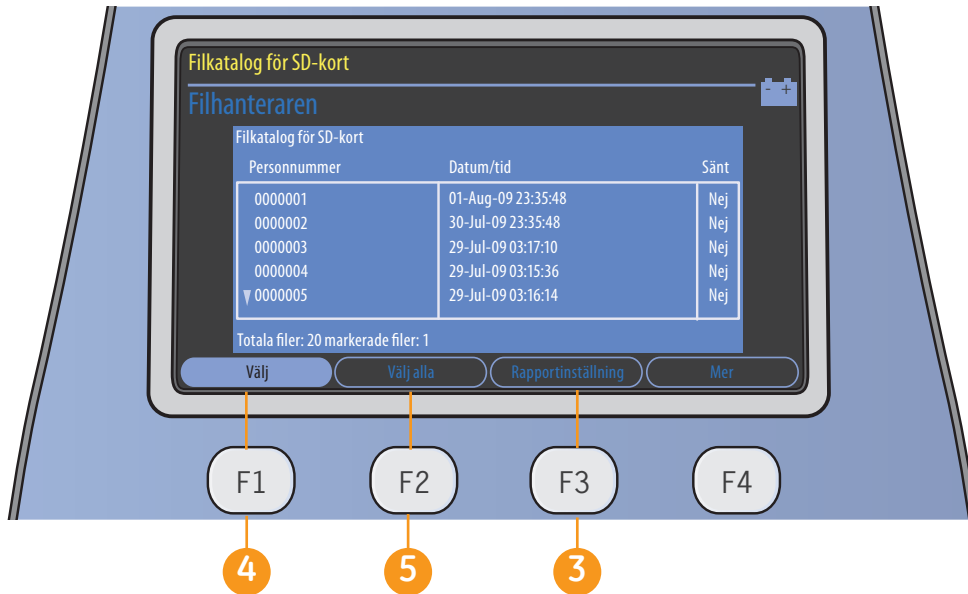 Filkatalog för SD-kort
- +
Filhanteraren
Filkatalog för SD-kort
Personnummer Datum/tid Sänt
0000001 01-Aug-09 23:35:48 Nej
0000002 30-Jul-09 23:35:48 Nej
0000003 29-Jul-09 03:17:10 Nej
0000004 29-Jul-09 03:15:36 Nej
0000005 29-Jul-09 03:16:14 Nej
Totala filer: 20 markerade filer: 1
Välj Välj alla Rapportinställning Mer
F1 F2 F3 F4
4 5 3